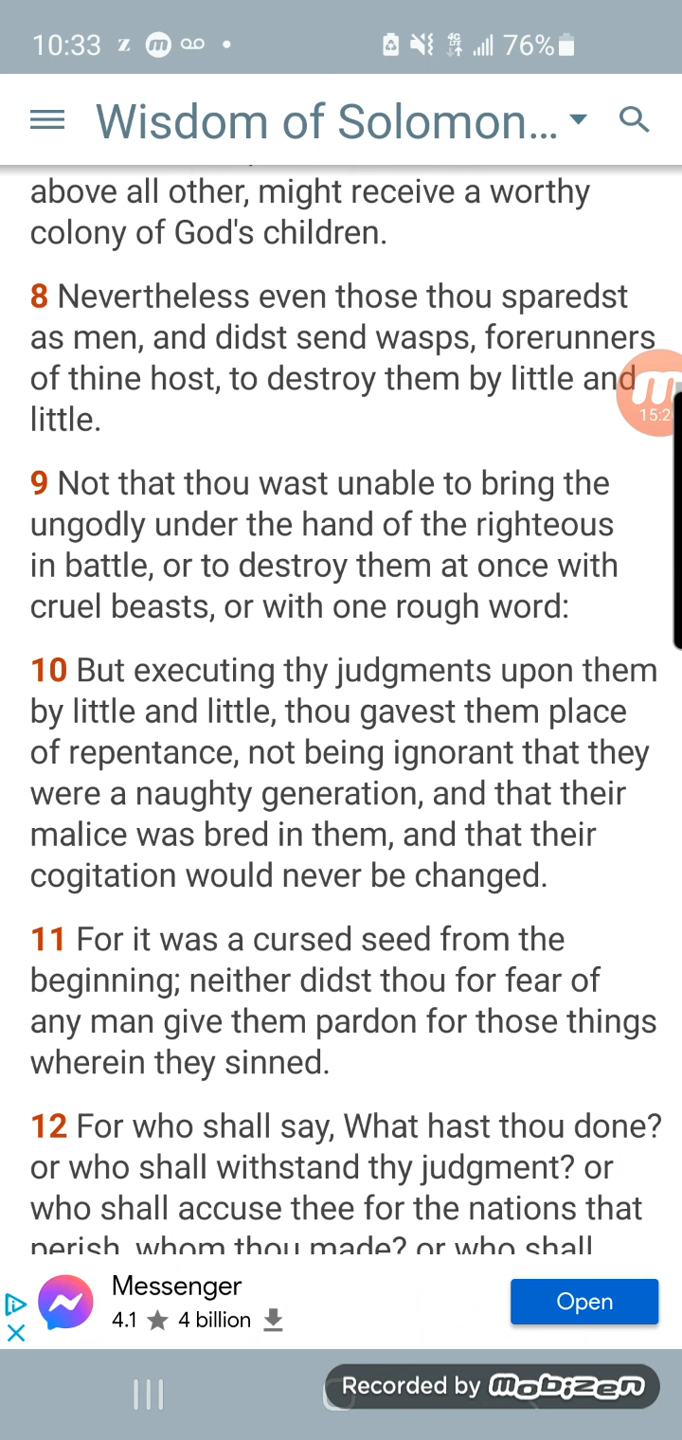 10:33 z m 4G 76%
Wisdom of Solomon...
above all other, might receive a worthy
colony of God's children.
8 Nevertheless even those thou sparedst
as men, and didst send wasps, forerunners
of thine host, to destroy them by little and
little.
m
15:2
9 Not that thou wast unable to bring the
ungodly under the hand of the righteous
in battle, or to destroy them at once with
cruel beasts, or with one rough word:
10 But executing thy judgments upon them
by little and little, thou gavest them place
of repentance, not being ignorant that they
were a naughty generation, and that their
malice was bred in them, and that their
cogitation would never be changed.
11 For it was a cursed seed from the
beginning; neither didst thou for fear of
any man give them pardon for those things
wherein they sinned.
12 For who shall say, What hast thou done?
or who shall withstand thy judgment? or
who shall accuse thee for the nations that
perish, whom thou made? or who shall
Messenger
4.1 ★ 4 billion
Open
Recorded by mobizen